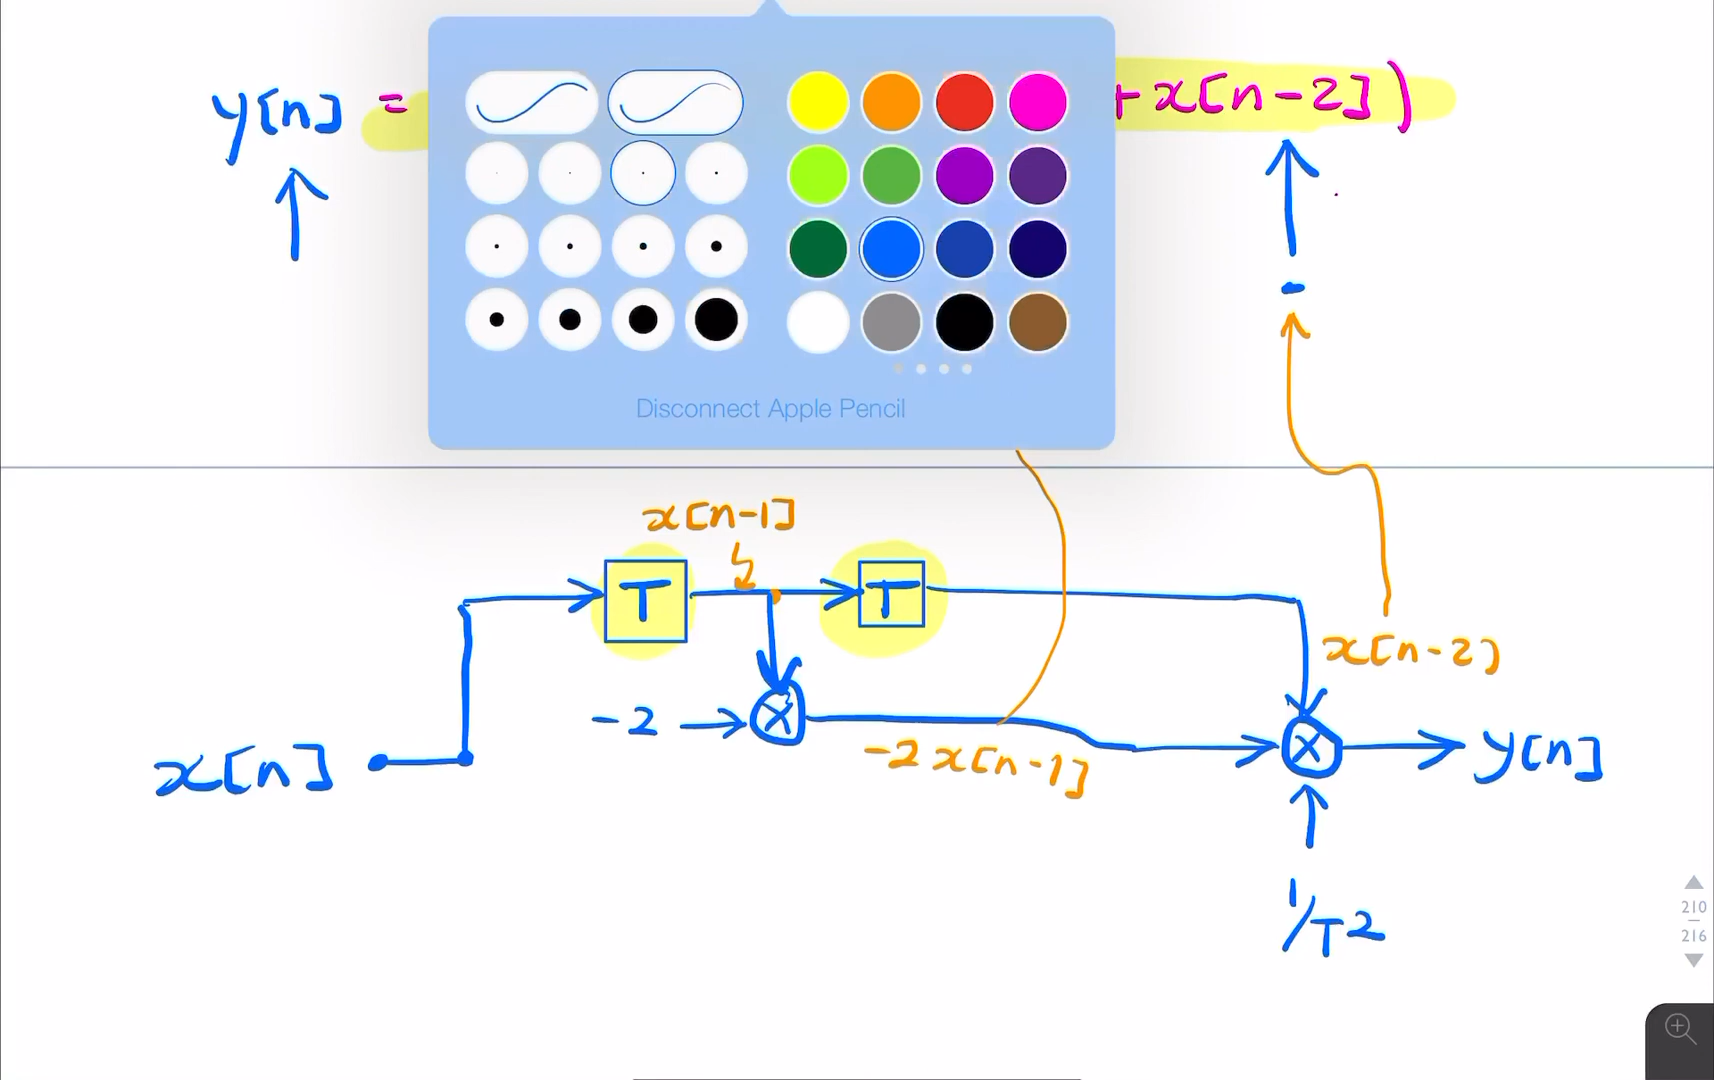 y[n] = + x[n-2])
Disconnect Apple Pencil
x[n-1]
T T
x[n-2]
-2 x
x[n] -2x[n-1] x y[n]
1/T2
210
216